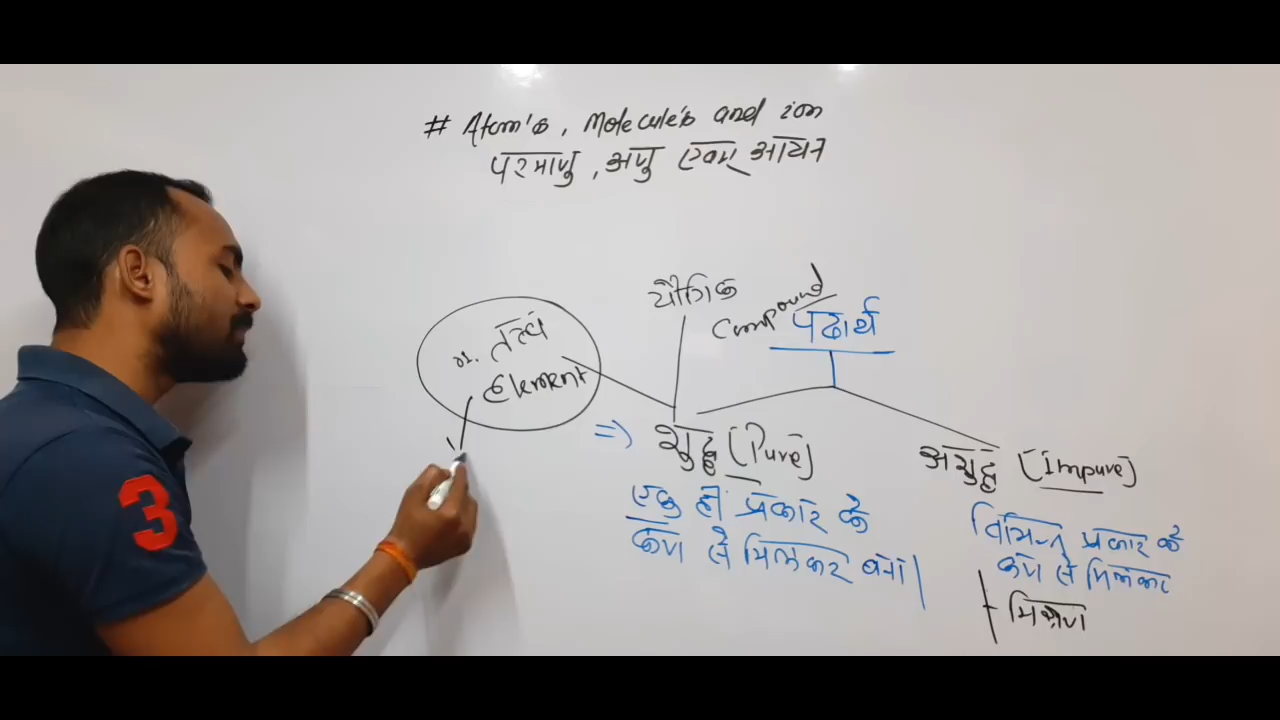 # Atom's, Molecule's and ion
परमाणु, अणु एवम् आयन
यौगिक
Compound
पदार्थ
तत्व
Element
⇒ शुद्ध (Pure)
अशुद्ध (Impure)
एक ही प्रकार के
कण से मिलकर बना।
विभिन्न प्रकार के
कण से मिलकर
मिश्रण
3